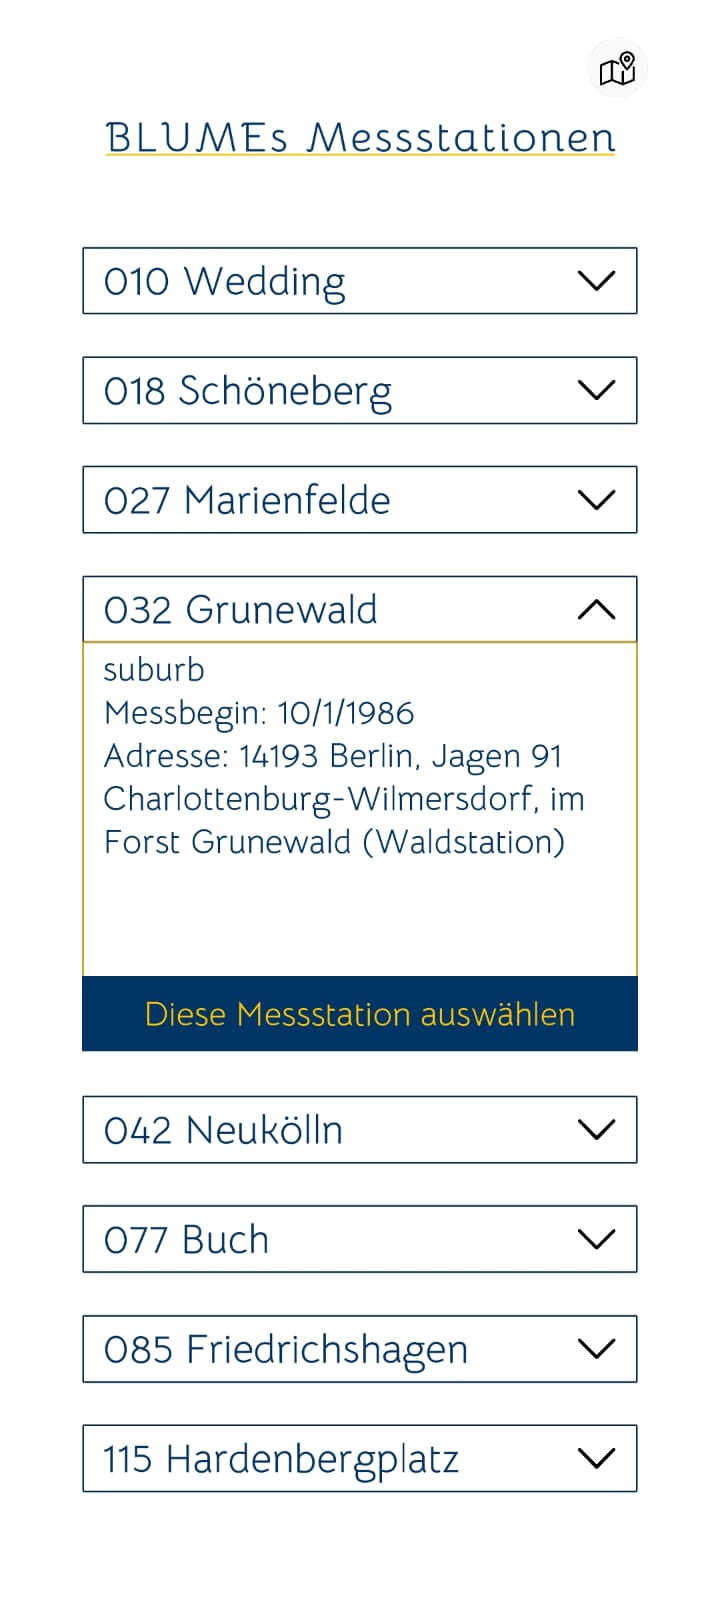 BLUMEs Messstationen
010 Wedding
018 Schöneberg
027 Marienfelde
032 Grunewald
suburb
Messbegin: 10/1/1986
Adresse: 14193 Berlin, Jagen 91
Charlottenburg-Wilmersdorf, im
Forst Grunewald (Waldstation)
Diese Messstation auswählen
042 Neukölln
077 Buch
085 Friedrichshagen
115 Hardenbergplatz